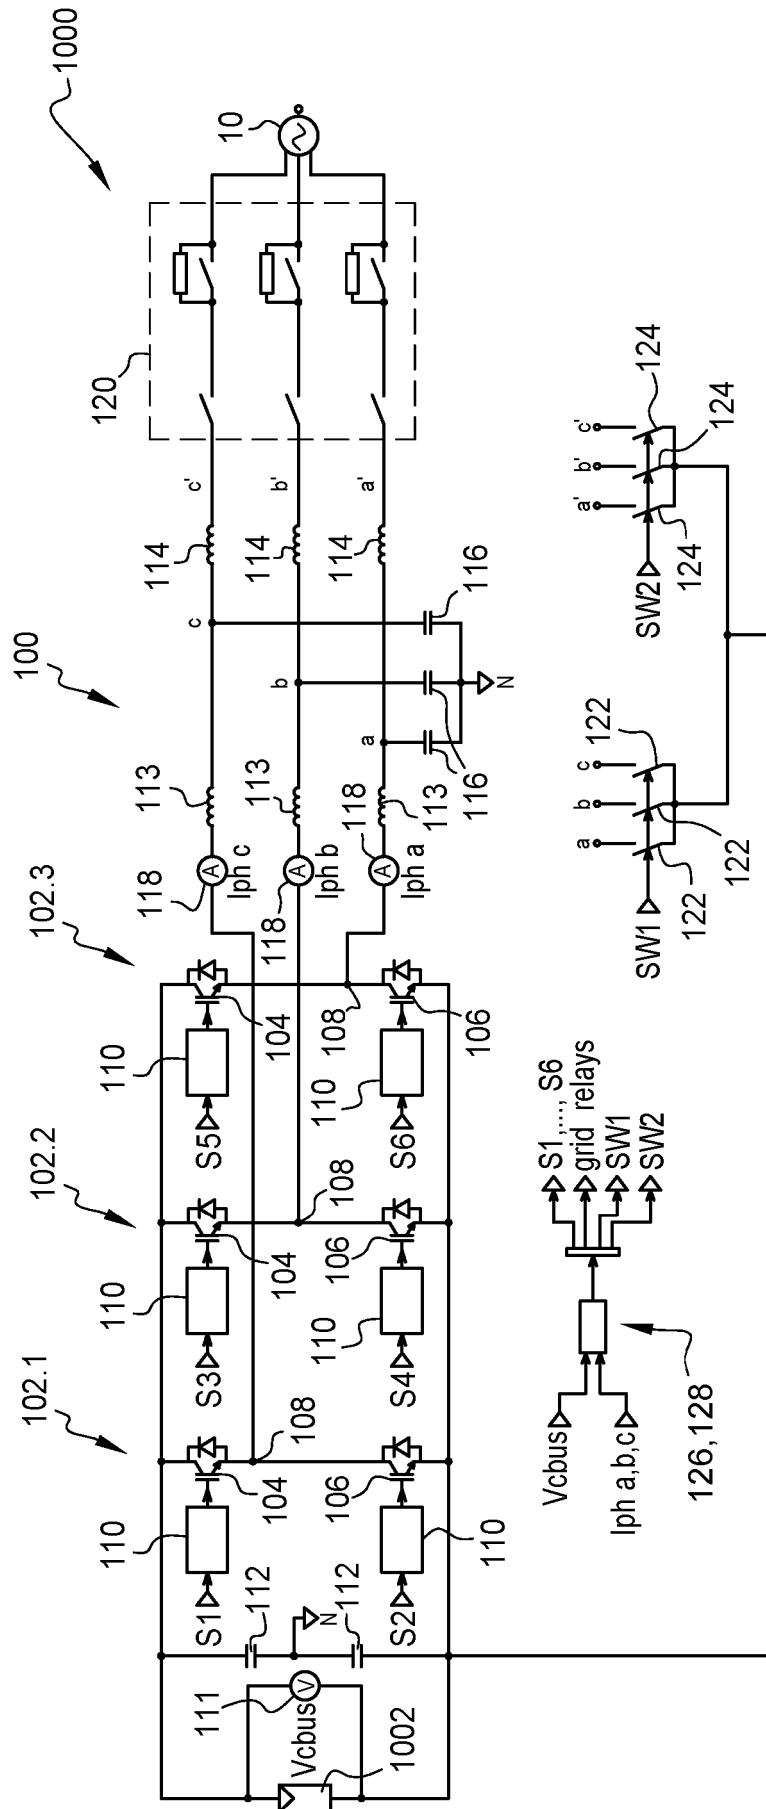 1000
10
120
c'
b'
a'
114
114
114
100
c
b
a
116
116
N
113
113
113
118
118
118
Iph c
Iph b
Iph a
102.3
102.2
102.1
110
110
110
110
110
110
104
104
104
106
106
106
108
108
108
S1
S2
S3
S4
S5
S6
112
112
N
111
V
Vcbus
1002
A
A
A
Vcbus
Iph a,b,c
126,128
S1,...., S6
grid relays
SW1
SW2
SW1
a
b
c
122
122
122
SW2
a'
b'
c'
124
124
124